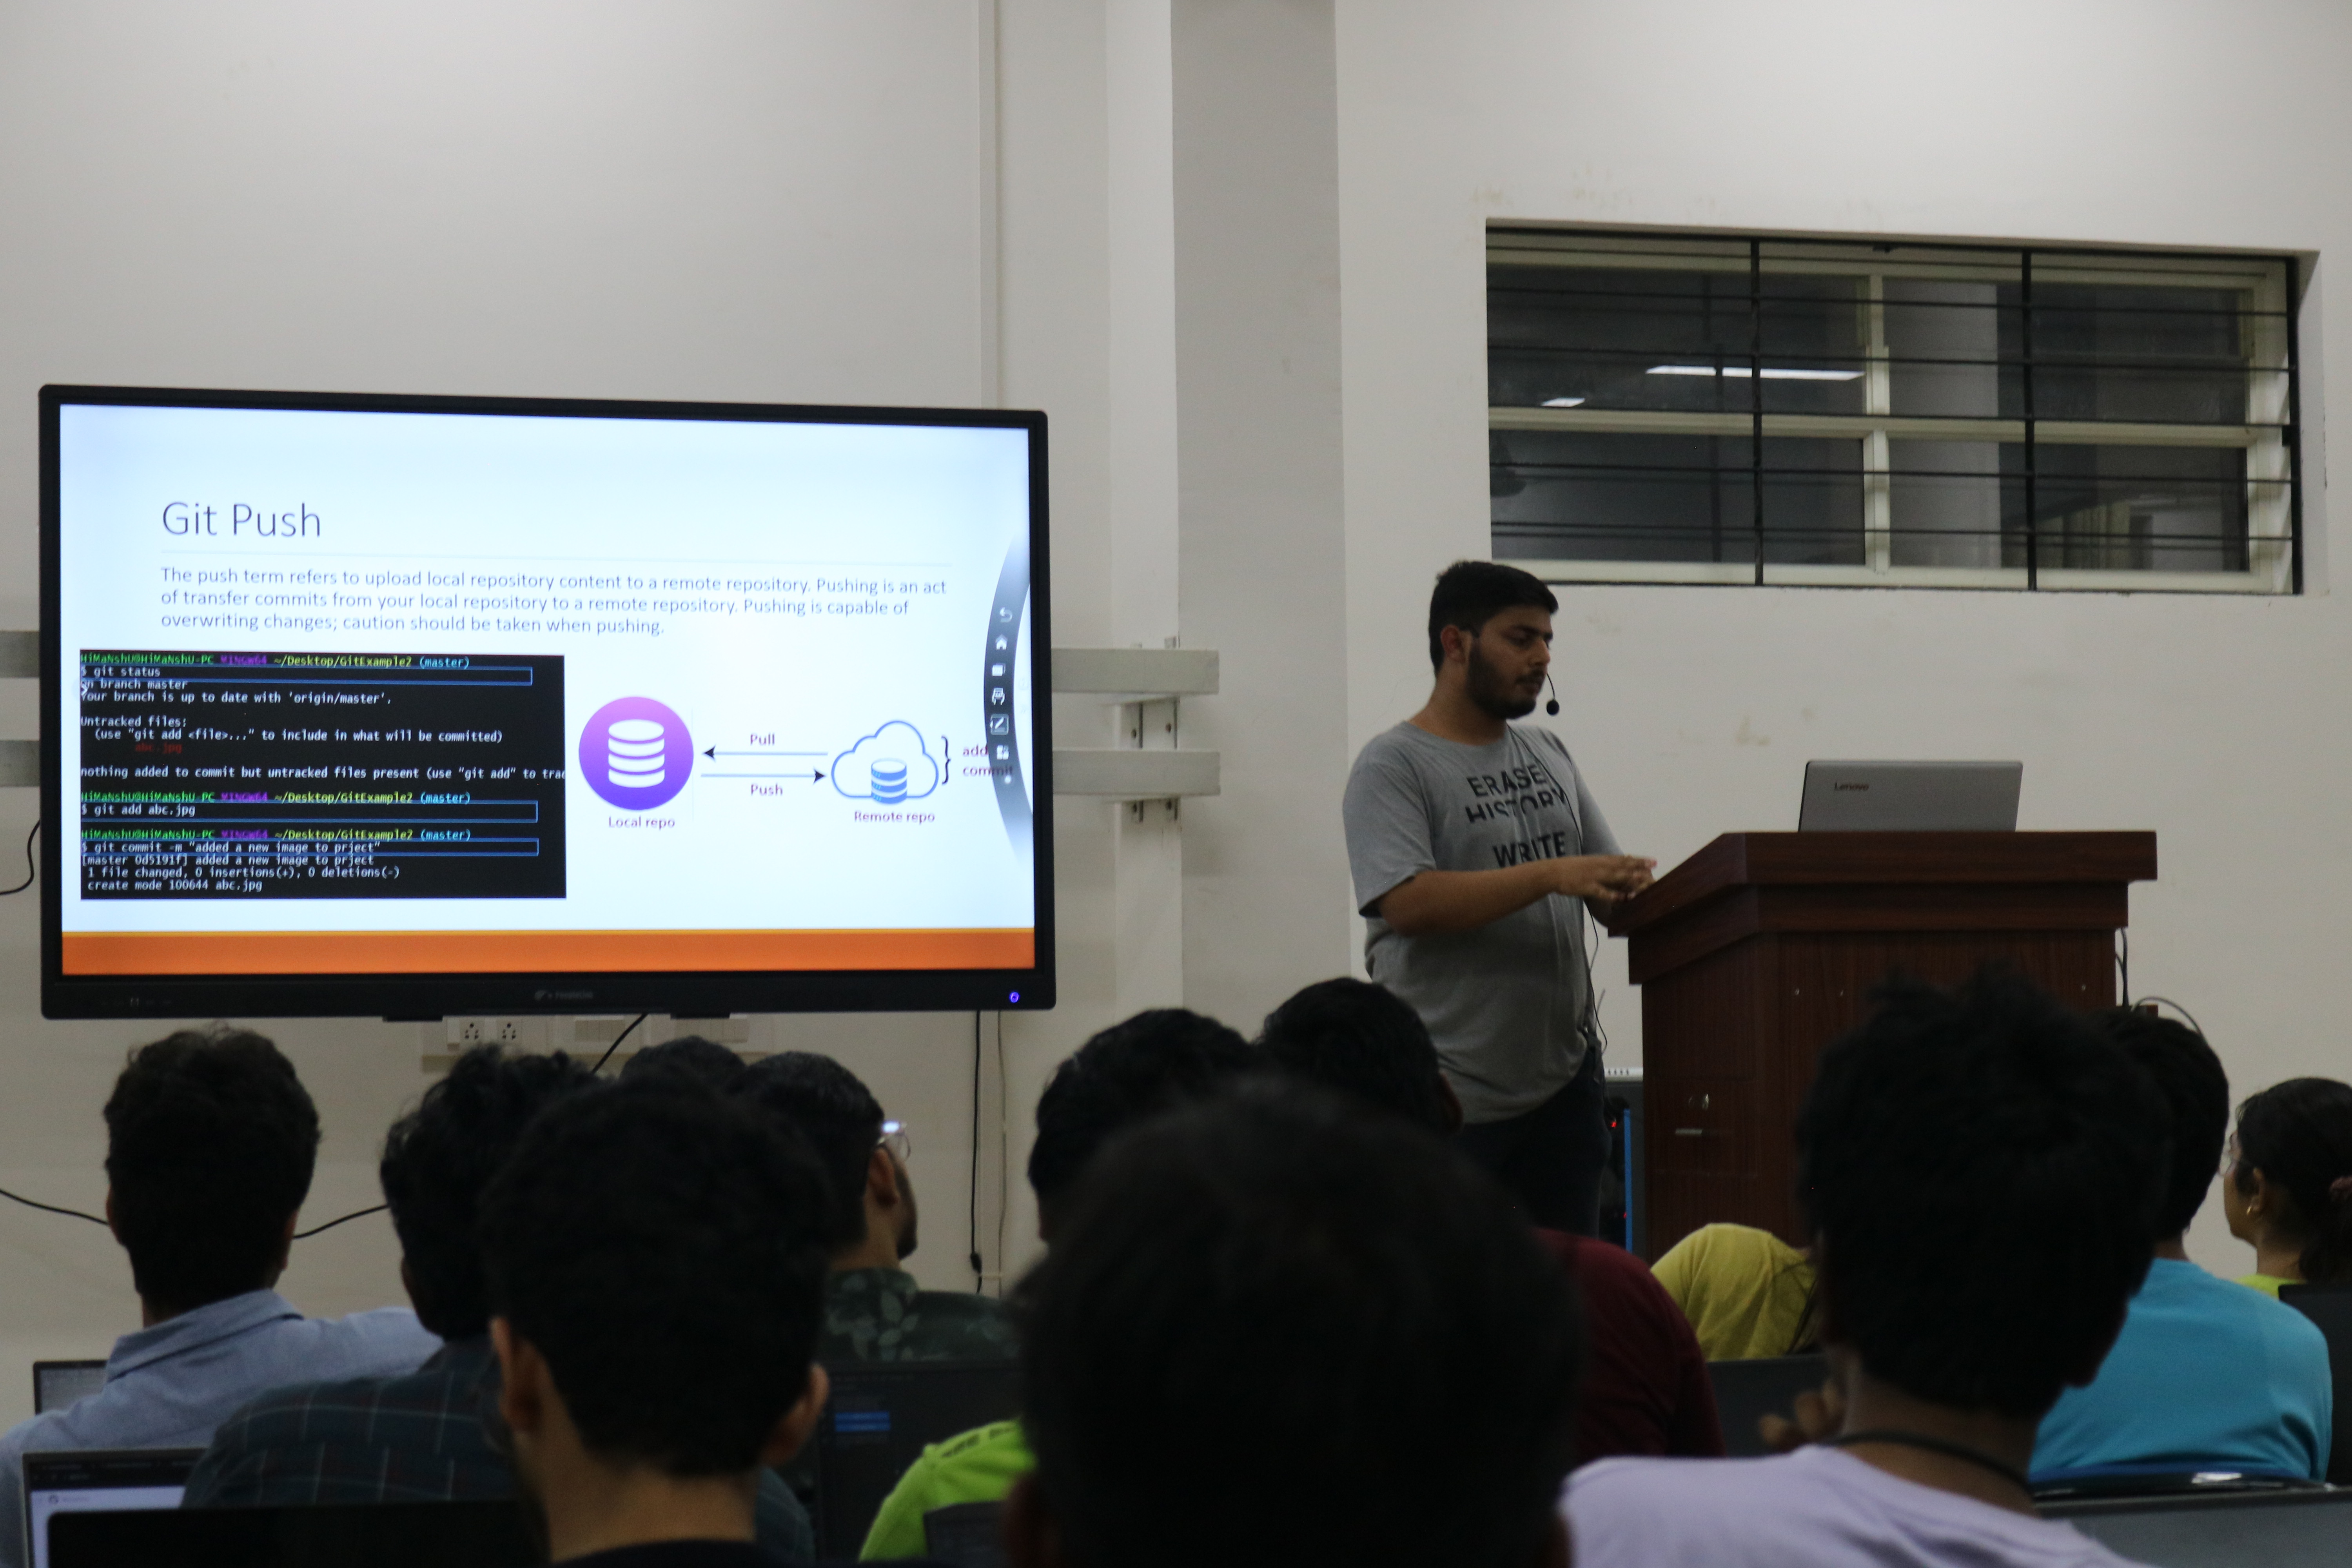 Git Push
The push term refers to upload local repository content to a remote repository. Pushing is an act
of transfer commits from your local repository to a remote repository. Pushing is capable of
overwriting changes; caution should be taken when pushing.
HiMaNshU@HiMaNshU-PC MINGW64 ~/Desktop/GitExample2 (master)
$ git status
On branch master
Your branch is up to date with 'origin/master'.
Untracked files:
(use "git add <file>..." to include in what will be committed)
abc.jpg
nothing added to commit but untracked files present (use "git add" to trac
HiMaNshU@HiMaNshU-PC MINGW64 ~/Desktop/GitExample2 (master)
$ git add abc.jpg
HiMaNshU@HiMaNshU-PC MINGW64 ~/Desktop/GitExample2 (master)
$ git commit -m "added a new image to prject"
[master 0d5191f] added a new image to prject
1 file changed, 0 insertions(+), 0 deletions(-)
create mode 100644 abc.jpg
Pull
Push
Local repo
Remote repo
add
commit
ERASE
HISTORY
WRITE
Lenovo